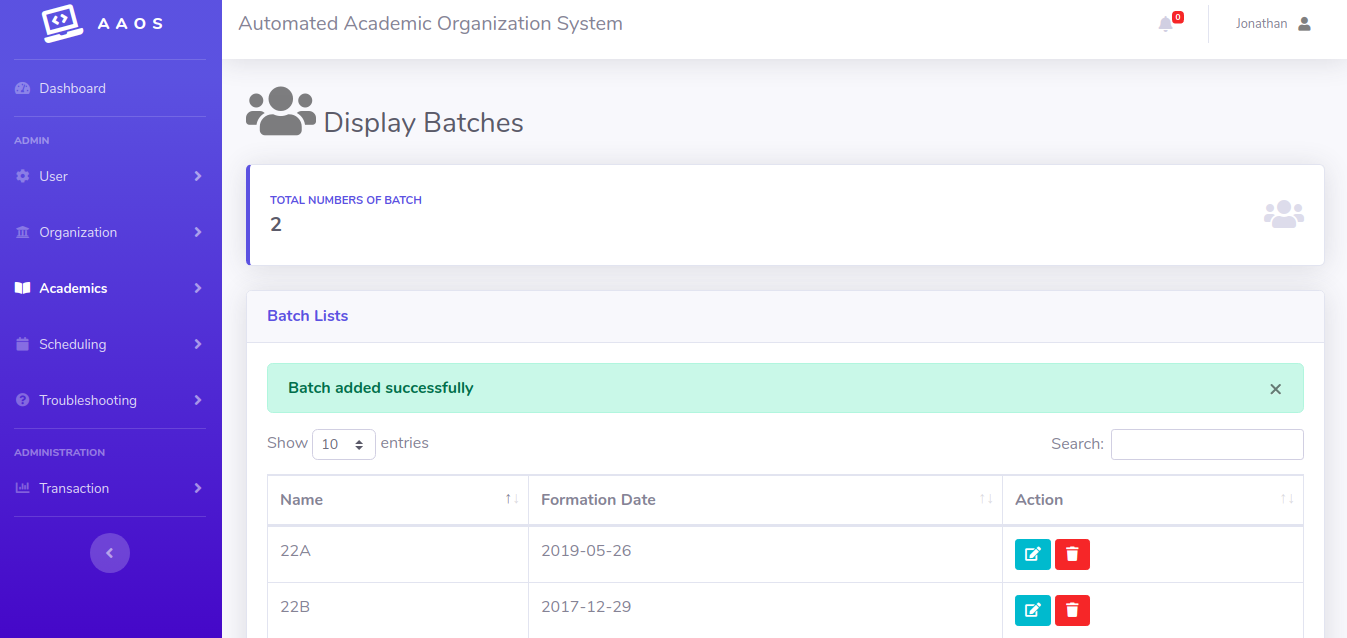 AAOS
Automated Academic Organization System
0
Jonathan
Dashboard
ADMIN
User
Organization
Academics
Scheduling
Troubleshooting
ADMINISTRATION
Transaction
Display Batches
TOTAL NUMBERS OF BATCH
2
Batch Lists
Batch added successfully
Show 10 entries
Search:
Name Formation Date Action
22A 2019-05-26
22B 2017-12-29